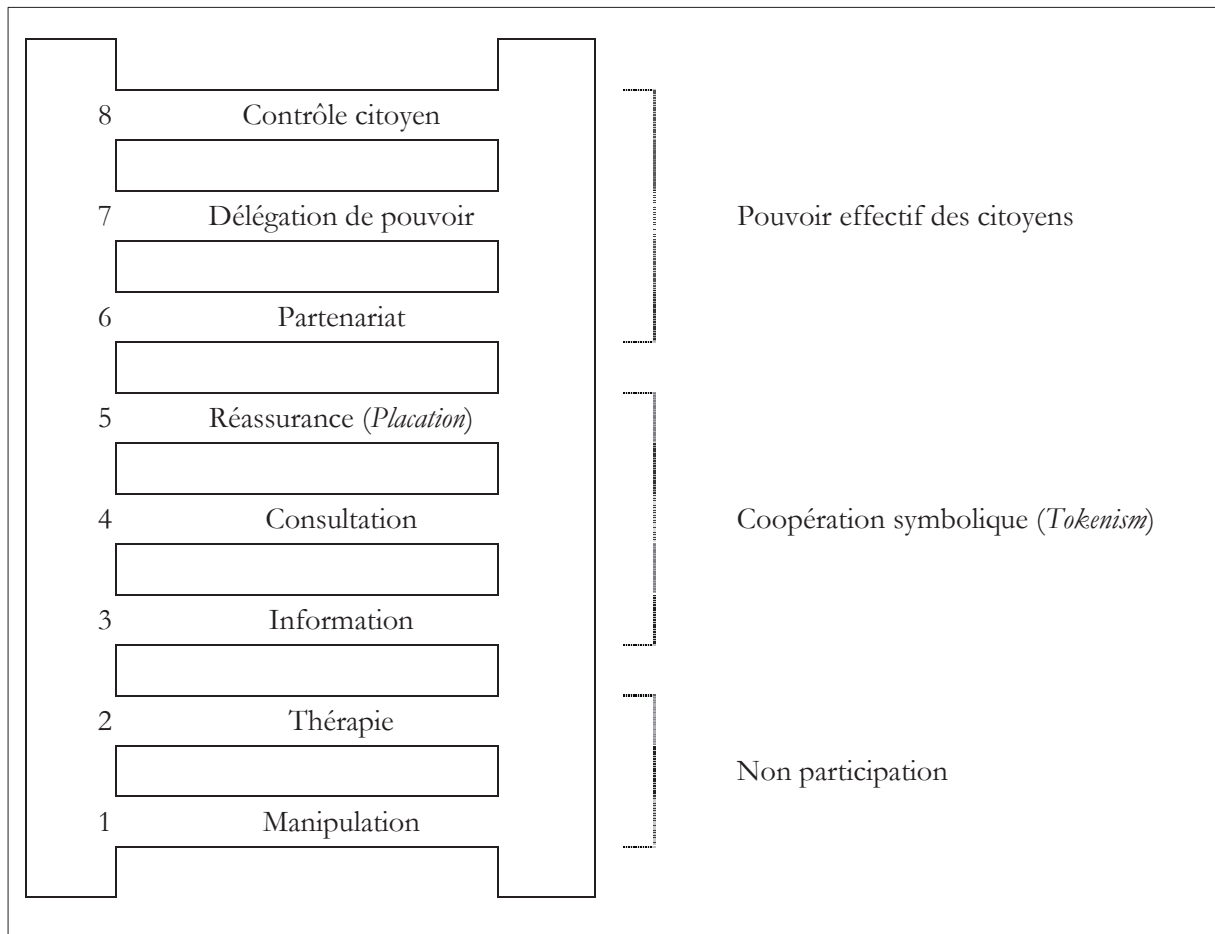 8 Contrôle citoyen
7 Délégation de pouvoir
Pouvoir effectif des citoyens
6 Partenariat
5 Réassurance (Placation)
4 Consultation
Coopération symbolique (Tokenism)
3 Information
2 Thérapie
Non participation
1 Manipulation